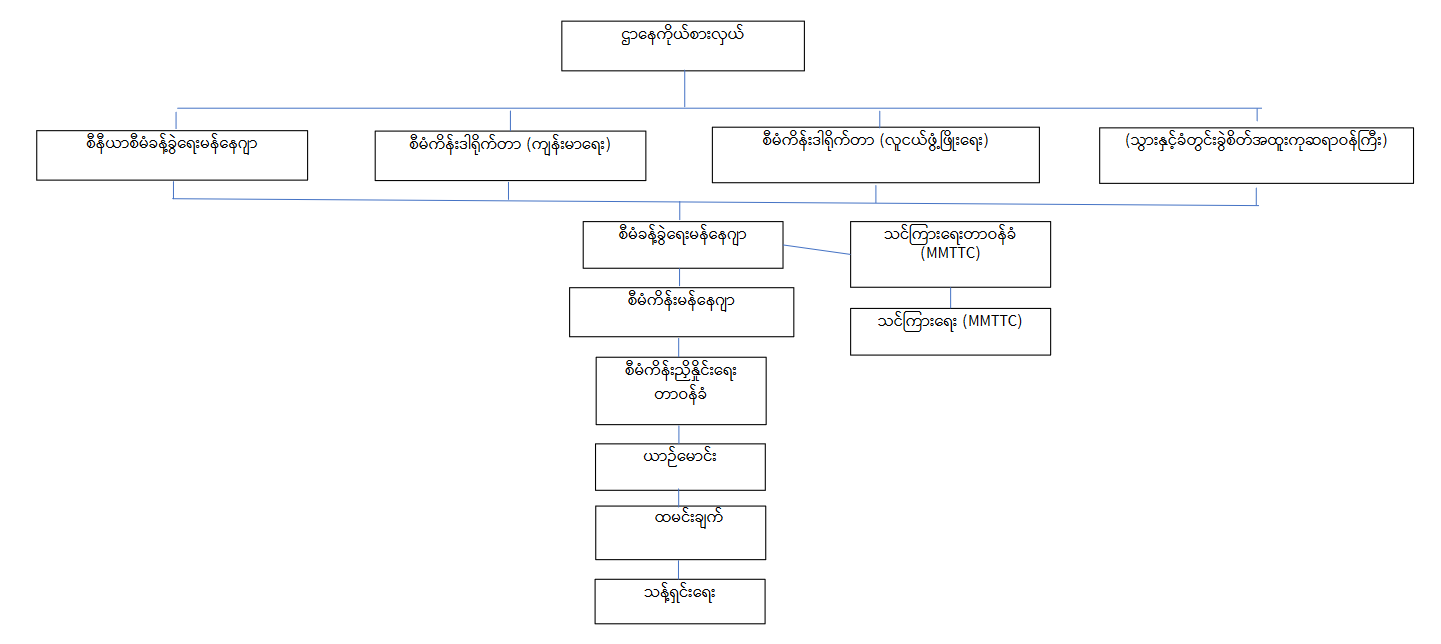 ဌာနေကိုယ်စားလှယ်
စီနီယာစီမံခန့်ခွဲရေးမန်နေဂျာ
စီမံကိန်းဒါရိုက်တာ (ကျန်းမာရေး)
စီမံကိန်းဒါရိုက်တာ (လူငယ်ဖွံ့ဖြိုးရေး)
(သွားနှင့်ခံတွင်းခွဲစိတ်အထူးကုဆရာဝန်ကြီး)
စီမံခန့်ခွဲရေးမန်နေဂျာ
သင်ကြားရေးတာဝန်ခံ
(MMTTC)
စီမံကိန်းမန်နေဂျာ
သင်ကြားရေး (MMTTC)
စီမံကိန်းညှိနှိုင်းရေး
တာဝန်ခံ
ယာဉ်မောင်း
ထမင်းချက်
သန့်ရှင်းရေး